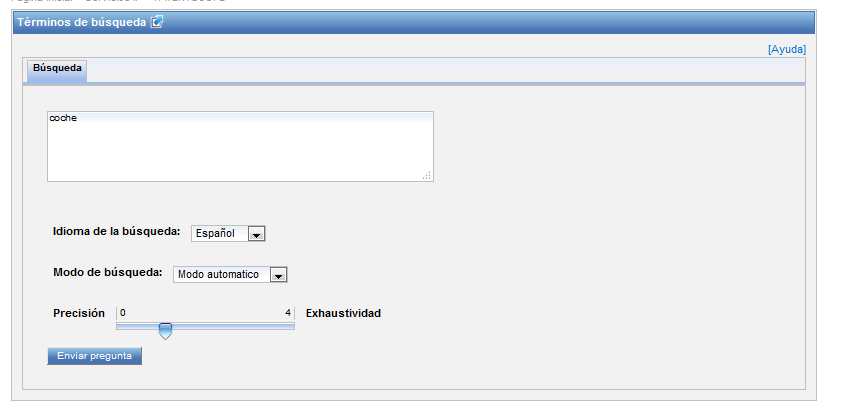 Términos de búsqueda
[Ayuda]
Búsqueda
coche
Idioma de la búsqueda: Español
Modo de búsqueda: Modo automatico
Precisión 0 4 Exhaustividad
Enviar pregunta